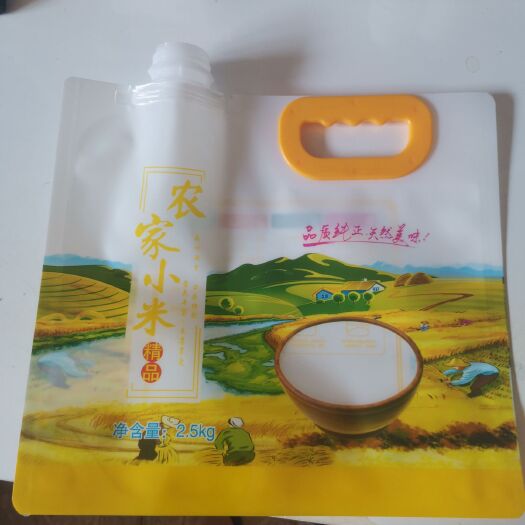 农家小米
精品
品质纯正 天然美味!
净含量: 2.5kg